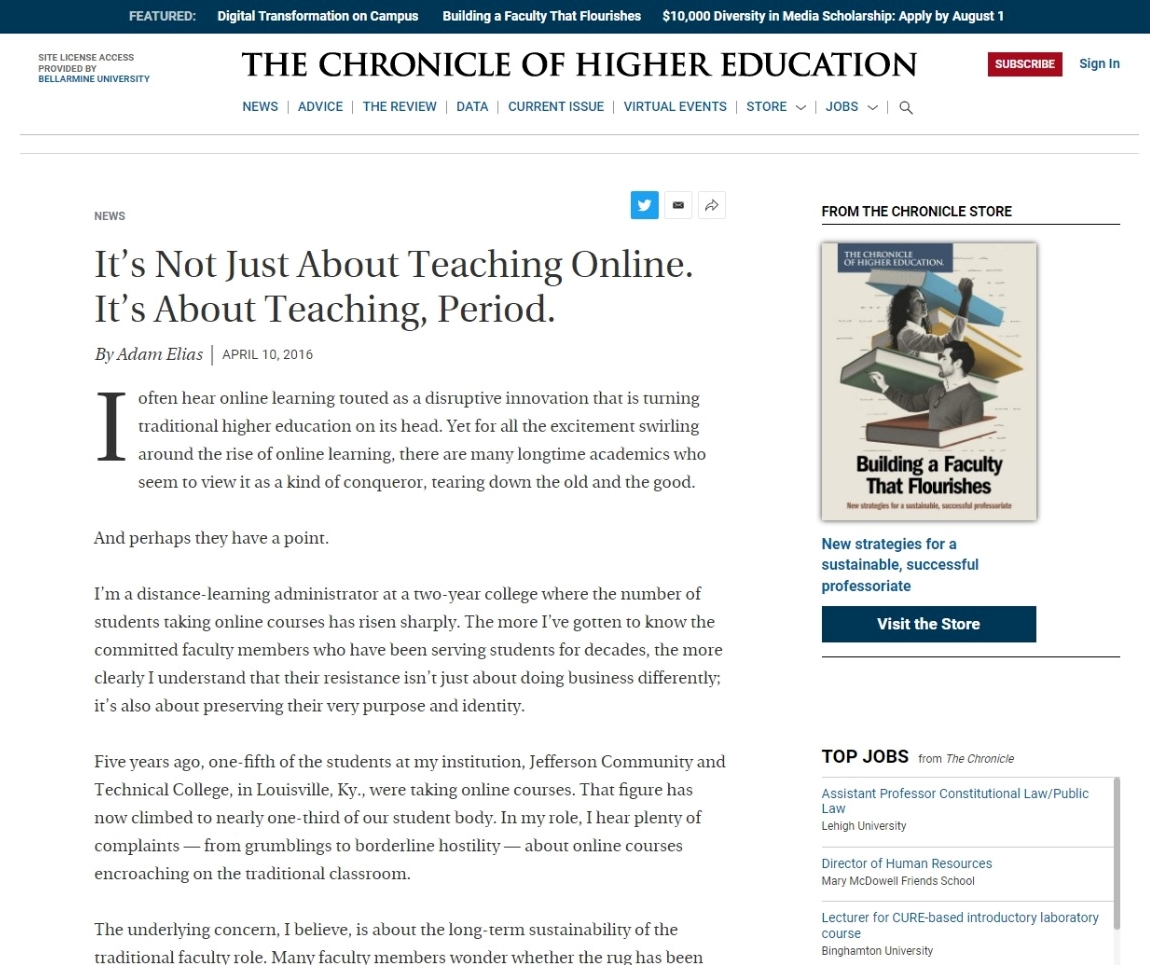 FEATURED: Digital Transformation on Campus Building a Faculty That Flourishes $10,000 Diversity in Media Scholarship: Apply by August 1
SITE LICENSE ACCESS
PROVIDED BY
BELLARMINE UNIVERSITY
THE CHRONICLE OF HIGHER EDUCATION
SUBSCRIBE Sign In
NEWS | ADVICE | THE REVIEW | DATA | CURRENT ISSUE | VIRTUAL EVENTS | STORE | JOBS |
NEWS
It’s Not Just About Teaching Online.
It’s About Teaching, Period.
By Adam Elias | APRIL 10, 2016
I often hear online learning touted as a disruptive innovation that is turning
traditional higher education on its head. Yet for all the excitement swirling
around the rise of online learning, there are many longtime academics who
seem to view it as a kind of conqueror, tearing down the old and the good.
And perhaps they have a point.
I’m a distance-learning administrator at a two-year college where the number of
students taking online courses has risen sharply. The more I’ve gotten to know the
committed faculty members who have been serving students for decades, the more
clearly I understand that their resistance isn’t just about doing business differently;
it’s also about preserving their very purpose and identity.
Five years ago, one-fifth of the students at my institution, Jefferson Community and
Technical College, in Louisville, Ky., were taking online courses. That figure has
now climbed to nearly one-third of our student body. In my role, I hear plenty of
complaints — from grumblings to borderline hostility — about online courses
encroaching on the traditional classroom.
The underlying concern, I believe, is about the long-term sustainability of the
traditional faculty role. Many faculty members wonder whether the rug has been
FROM THE CHRONICLE STORE
THE CHRONICLE
OF HIGHER EDUCATION.
Building a Faculty
That Flourishes
New strategies for a sustainable, successful professoriate
New strategies for a
sustainable, successful
professoriate
Visit the Store
TOP JOBS from The Chronicle
Assistant Professor Constitutional Law/Public
Law
Lehigh University
Director of Human Resources
Mary McDowell Friends School
Lecturer for CURE-based introductory laboratory
course
Binghamton University